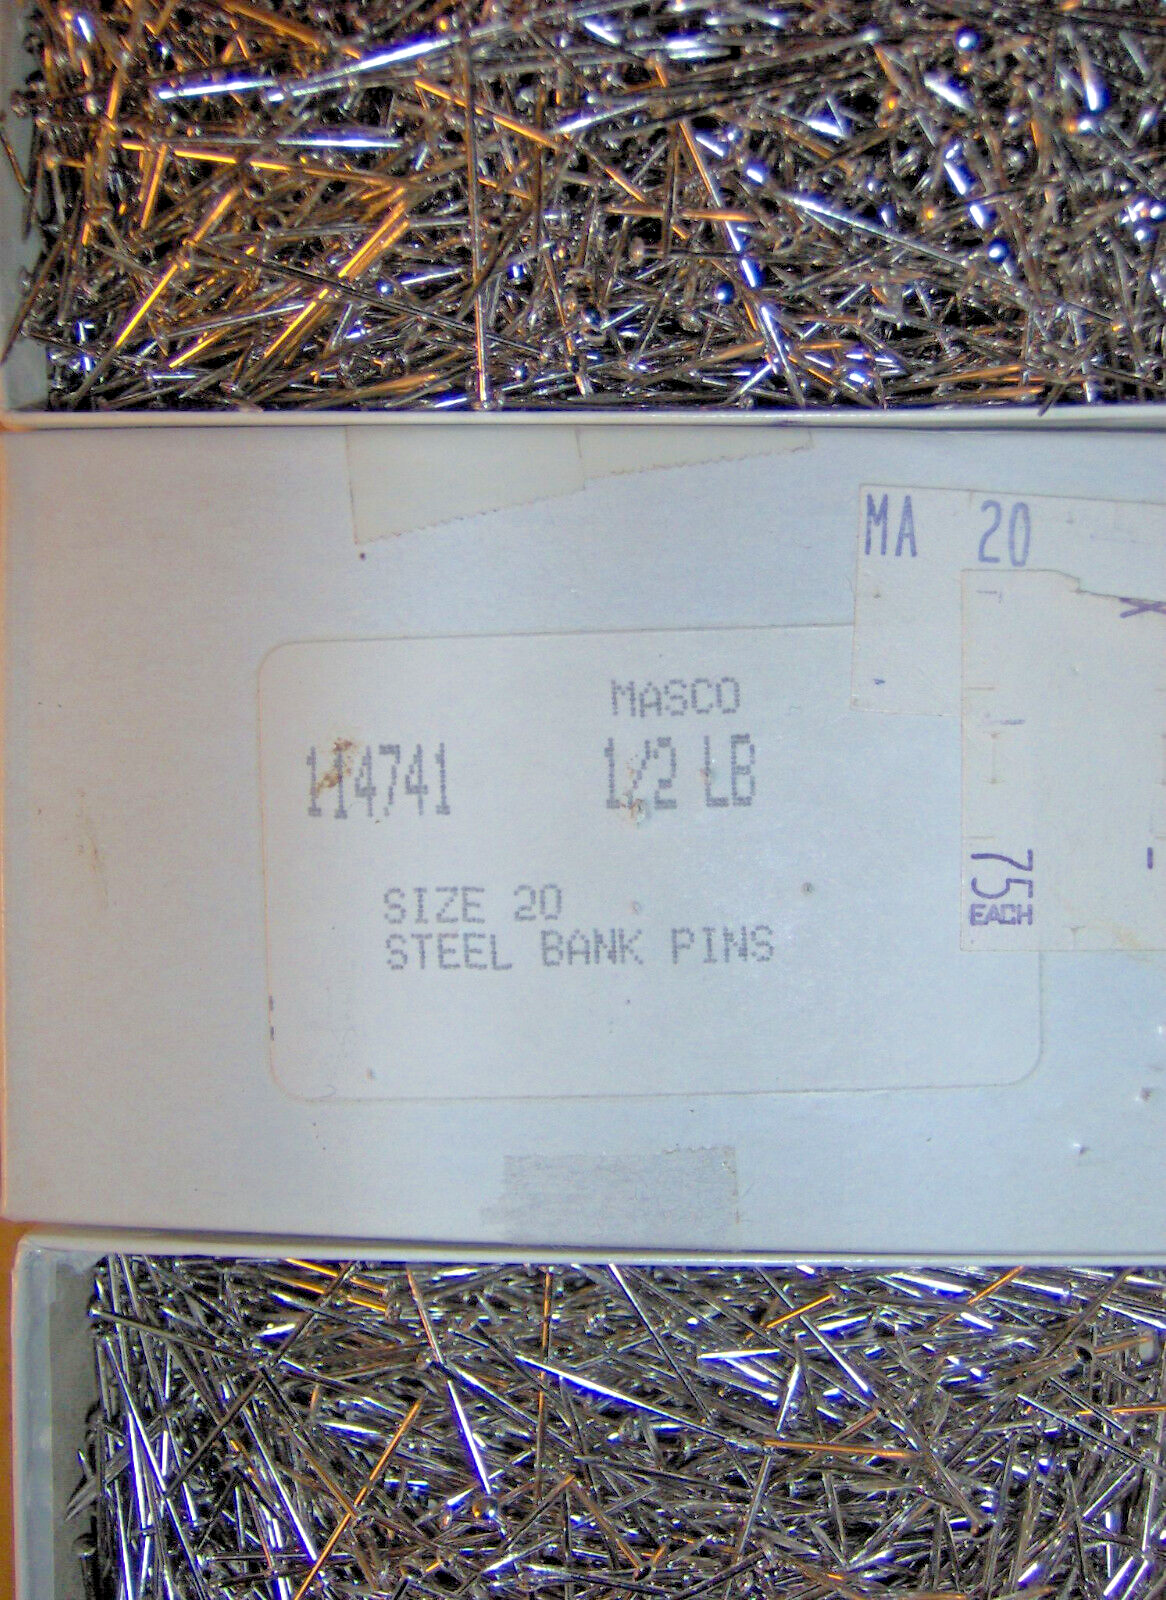 MA 20
MASCO
114741 1/2 LB
SIZE 20
STEEL BANK PINS
75
EACH